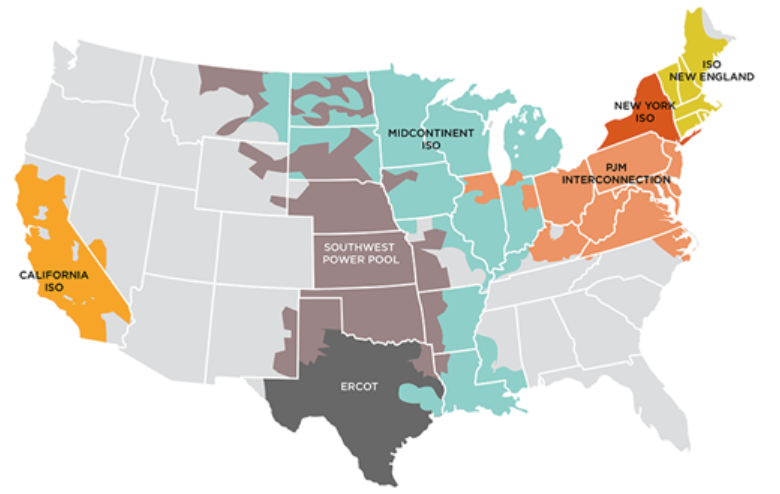 ISO
NEW ENGLAND
NEW YORK
ISO
MIDCONTINENT
ISO
PJM
INTERCONNECTION
SOUTHWEST
POWER POOL
CALIFORNIA
ISO
ERCOT